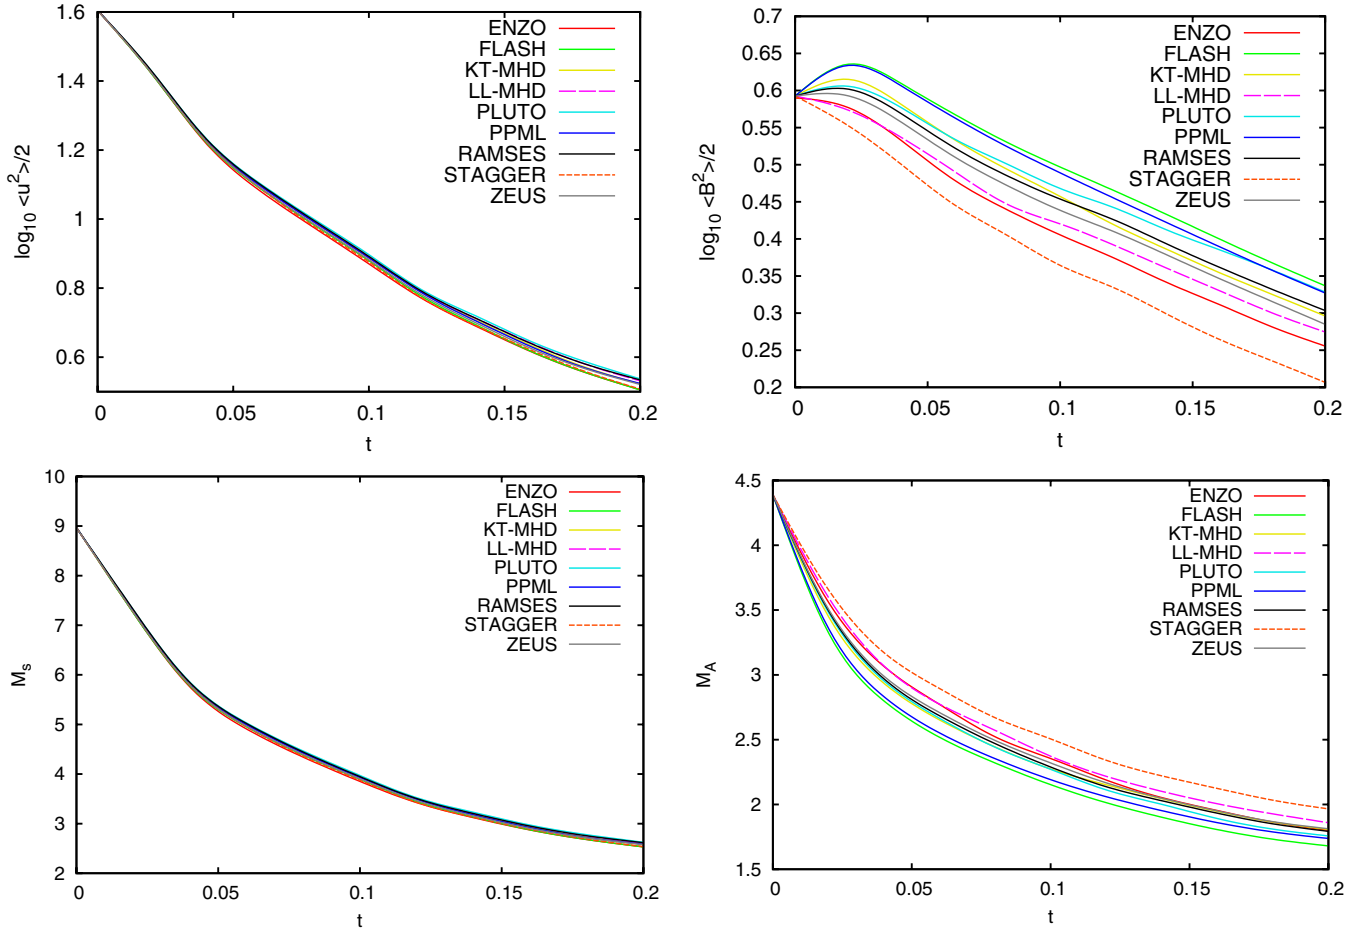 log₁₀ <u²>/2
1.6
1.4
1.2
1
0.8
0.6
0
0.05
0.1
0.15
0.2
t
ENZO
FLASH
KT-MHD
LL-MHD
PLUTO
PPML
RAMSES
STAGGER
ZEUS
log₁₀ <B²>/2
0.7
0.65
0.6
0.55
0.5
0.45
0.4
0.35
0.3
0.25
0.2
0
0.05
0.1
0.15
0.2
t
ENZO
FLASH
KT-MHD
LL-MHD
PLUTO
PPML
RAMSES
STAGGER
ZEUS
Mₛ
10
9
8
7
6
5
4
3
2
0
0.05
0.1
0.15
0.2
t
ENZO
FLASH
KT-MHD
LL-MHD
PLUTO
PPML
RAMSES
STAGGER
ZEUS
M_A
4.5
4
3.5
3
2.5
2
1.5
0
0.05
0.1
0.15
0.2
t
ENZO
FLASH
KT-MHD
LL-MHD
PLUTO
PPML
RAMSES
STAGGER
ZEUS